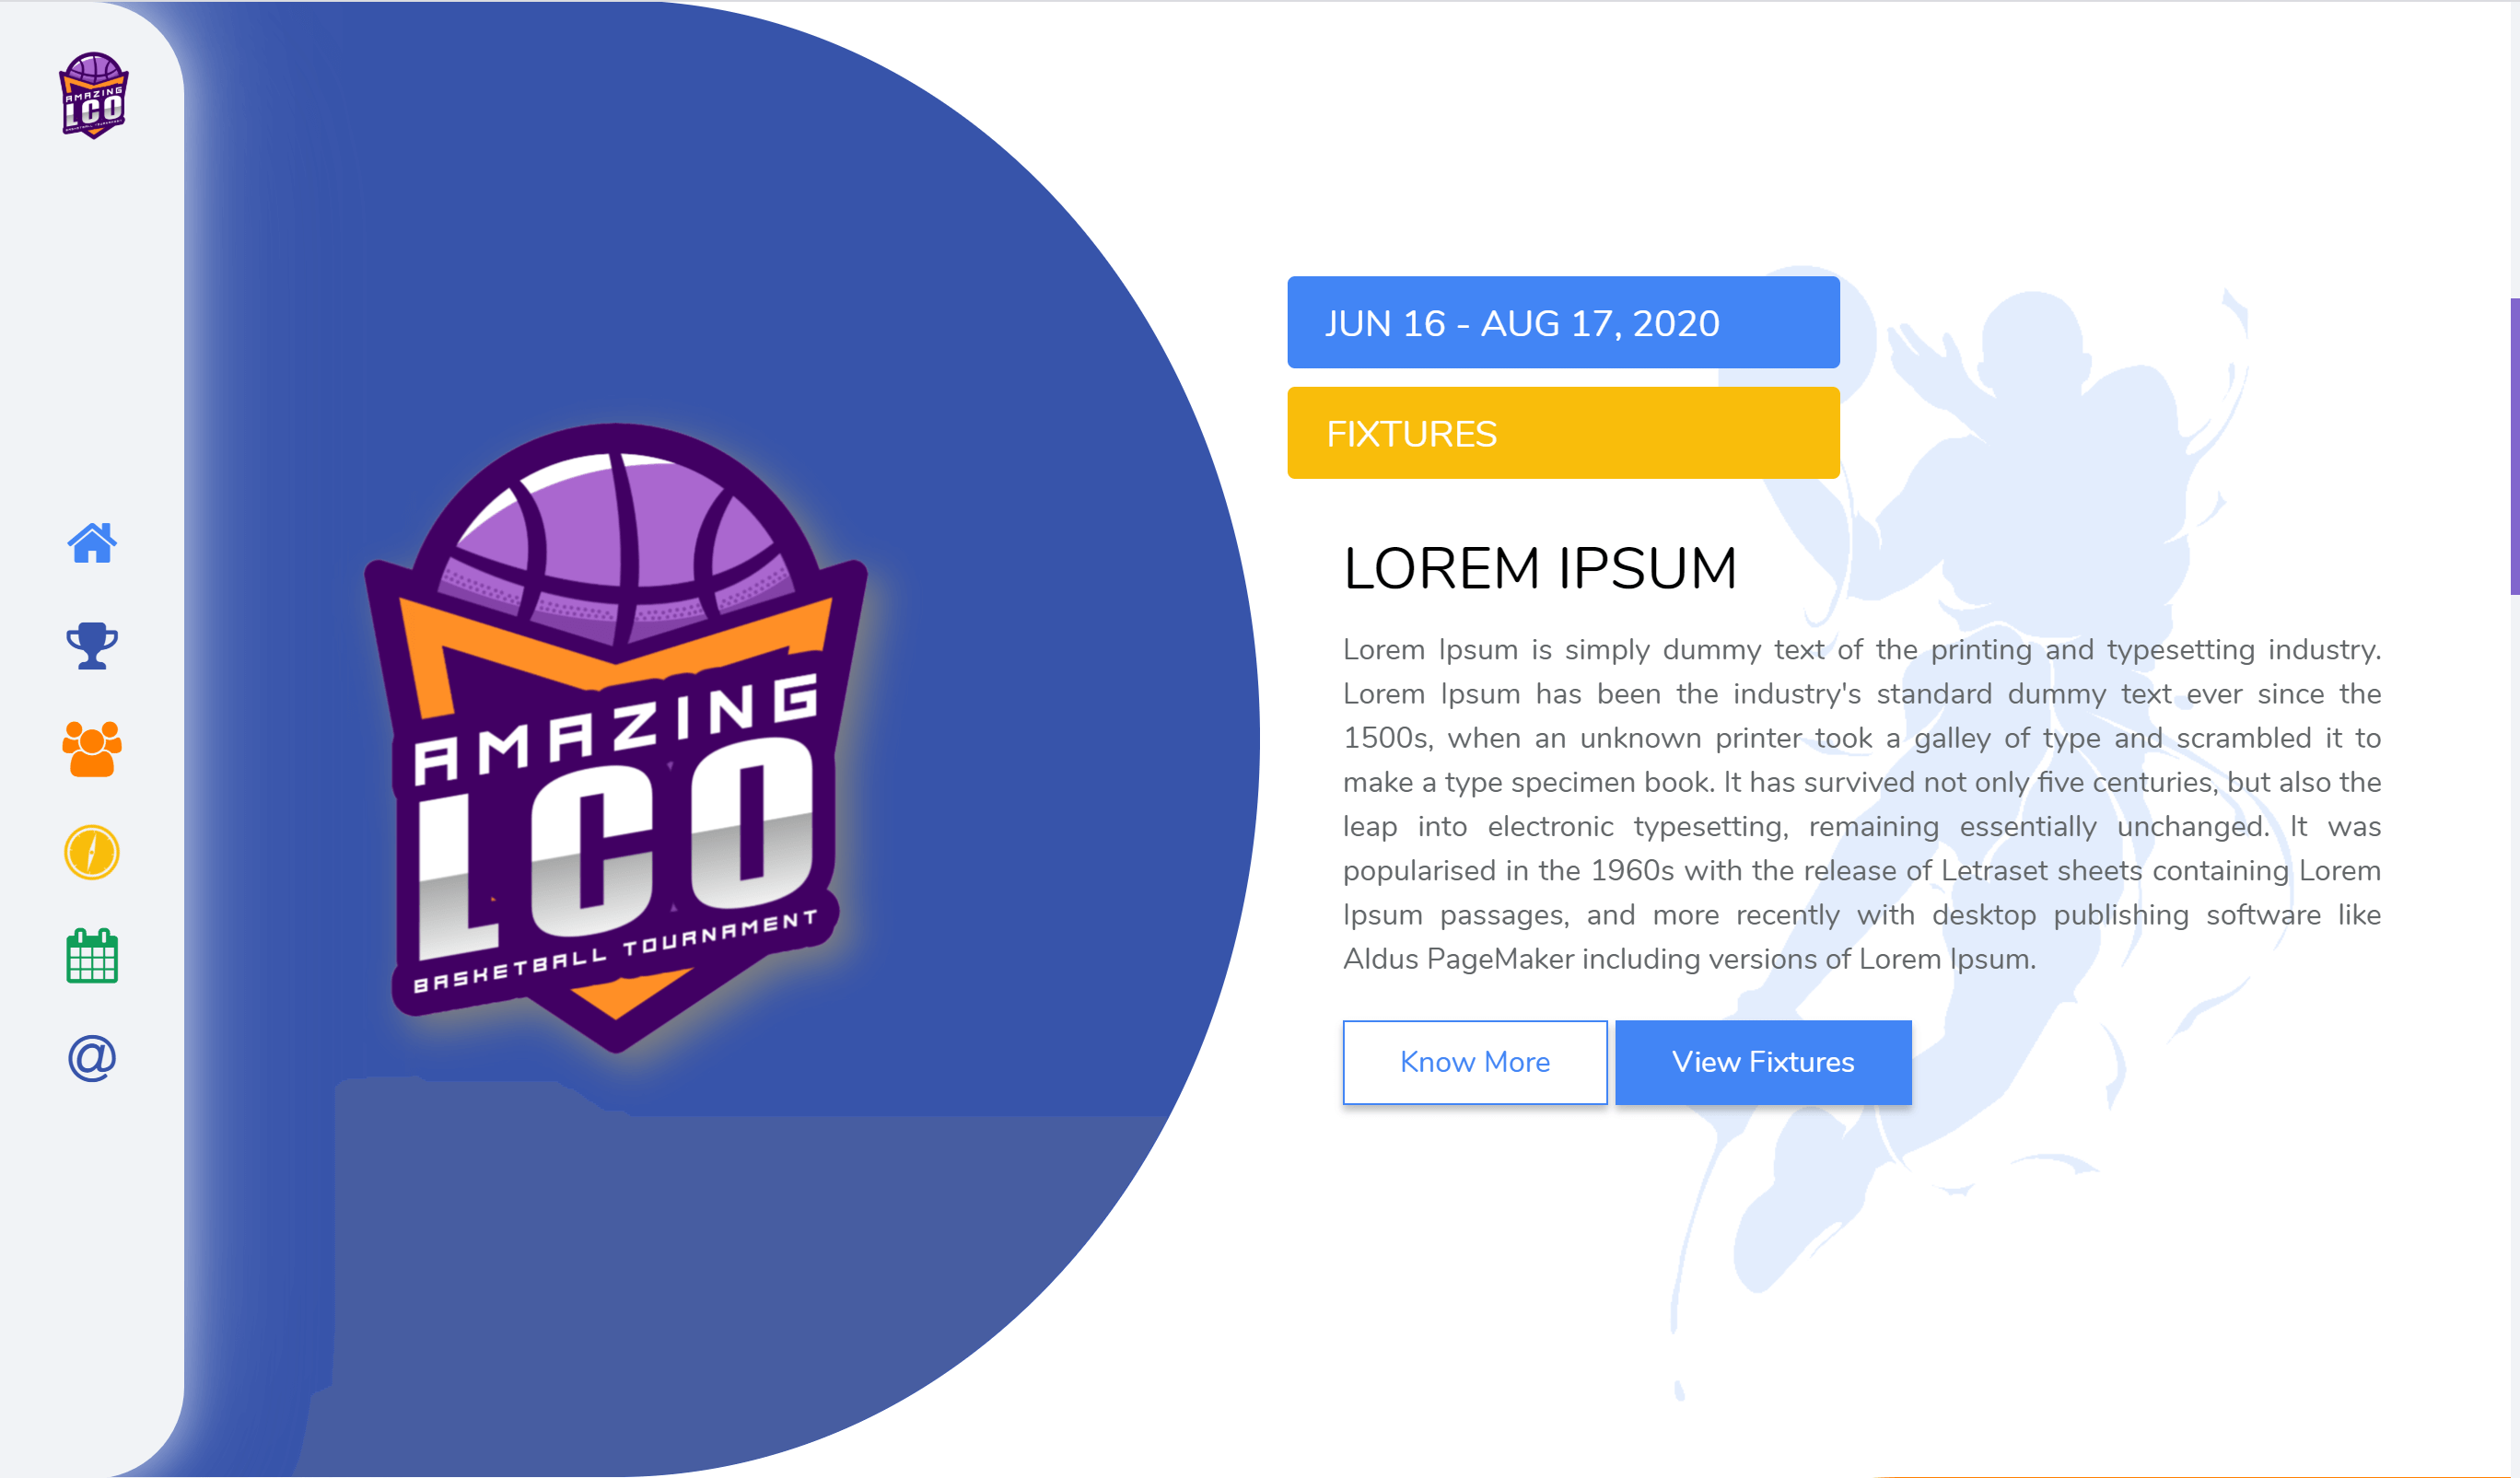 AMAZING
LCO
BASKETBALL TOURNAMENT
AMAZING
LCO
BASKETBALL TOURNAMENT
JUN 16 - AUG 17, 2020
FIXTURES
LOREM IPSUM
Lorem Ipsum is simply dummy text of the printing and typesetting industry.
Lorem Ipsum has been the industry's standard dummy text ever since the
1500s, when an unknown printer took a galley of type and scrambled it to
make a type specimen book. It has survived not only five centuries, but also the
leap into electronic typesetting, remaining essentially unchanged. It was
popularised in the 1960s with the release of Letraset sheets containing Lorem
Ipsum passages, and more recently with desktop publishing software like
Aldus PageMaker including versions of Lorem Ipsum.
Know More
View Fixtures